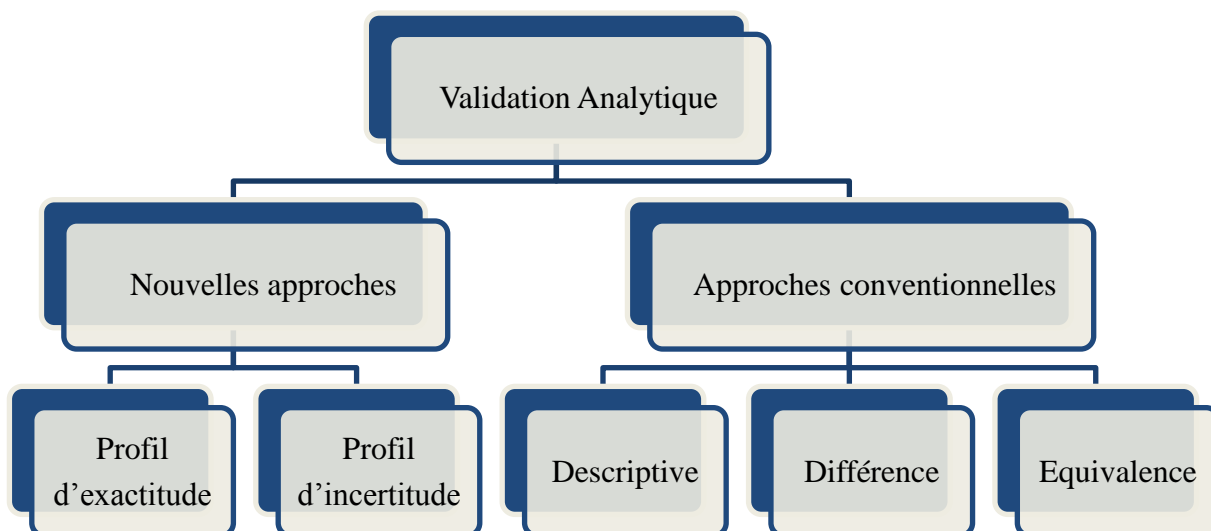 Validation Analytique
Nouvelles approches
Approches conventionnelles
Profil
d’exactitude
Profil
d’incertitude
Descriptive
Différence
Equivalence